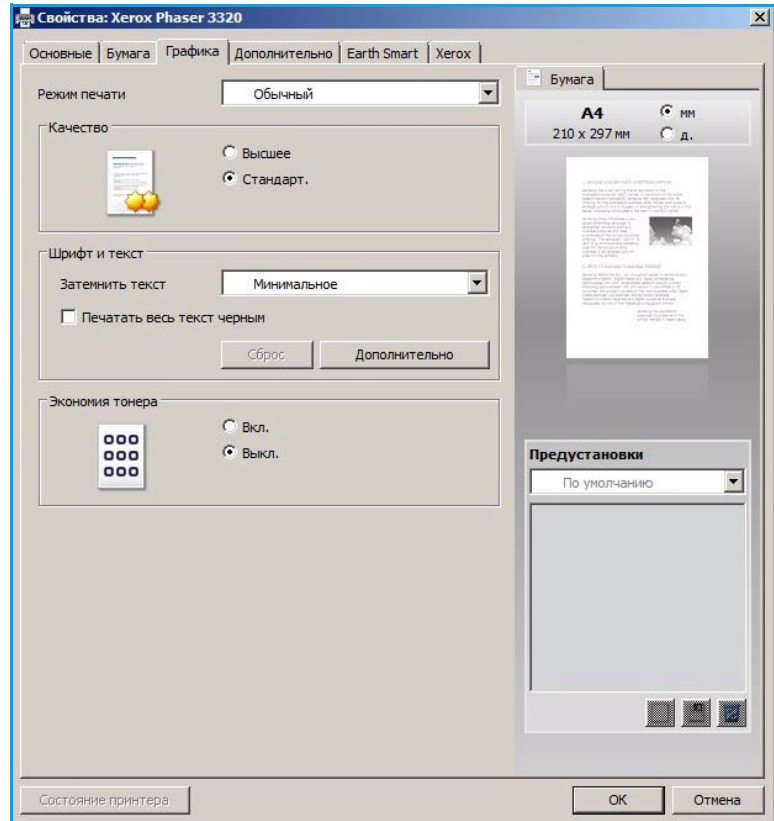 Свойства: Xerox Phaser 3320
Основные Бумага Графика Дополнительно Earth Smart Xerox
Режим печати Обычный
Качество
Высшее
Стандарт.
Шрифт и текст
Затемнить текст Минимальное
Печатать весь текст черным
Сброс Дополнительно
Экономия тонера
Вкл.
Выкл.
Бумага
A4
210 x 297 мм
мм
д.
Предустановки
По умолчанию
Состояние принтера
OK Отмена